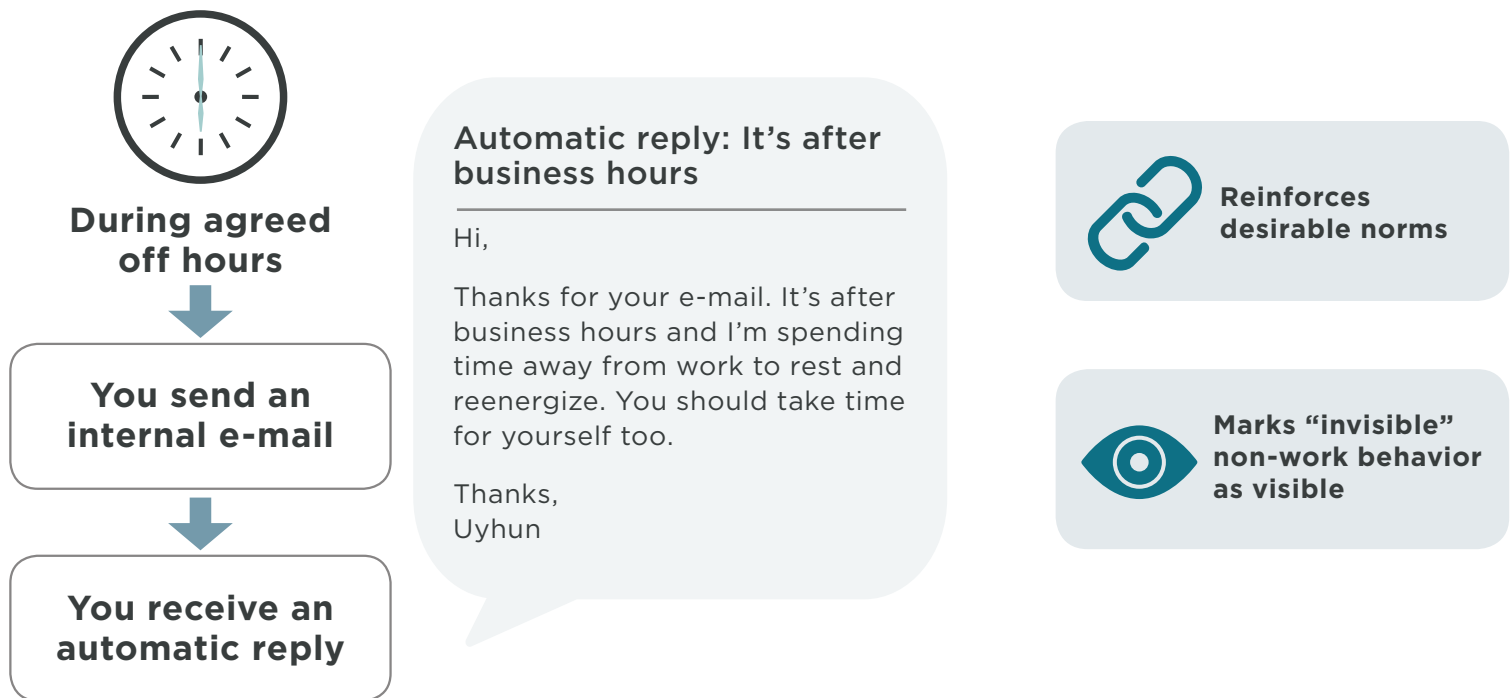 During agreed
off hours
You send an
internal e-mail
You receive an
automatic reply
Automatic reply: It’s after
business hours
Hi,
Thanks for your e-mail. It’s after
business hours and I’m spending
time away from work to rest and
reenergize. You should take time
for yourself too.
Thanks,
Uyhun
Reinforces
desirable norms
Marks “invisible”
non-work behavior
as visible